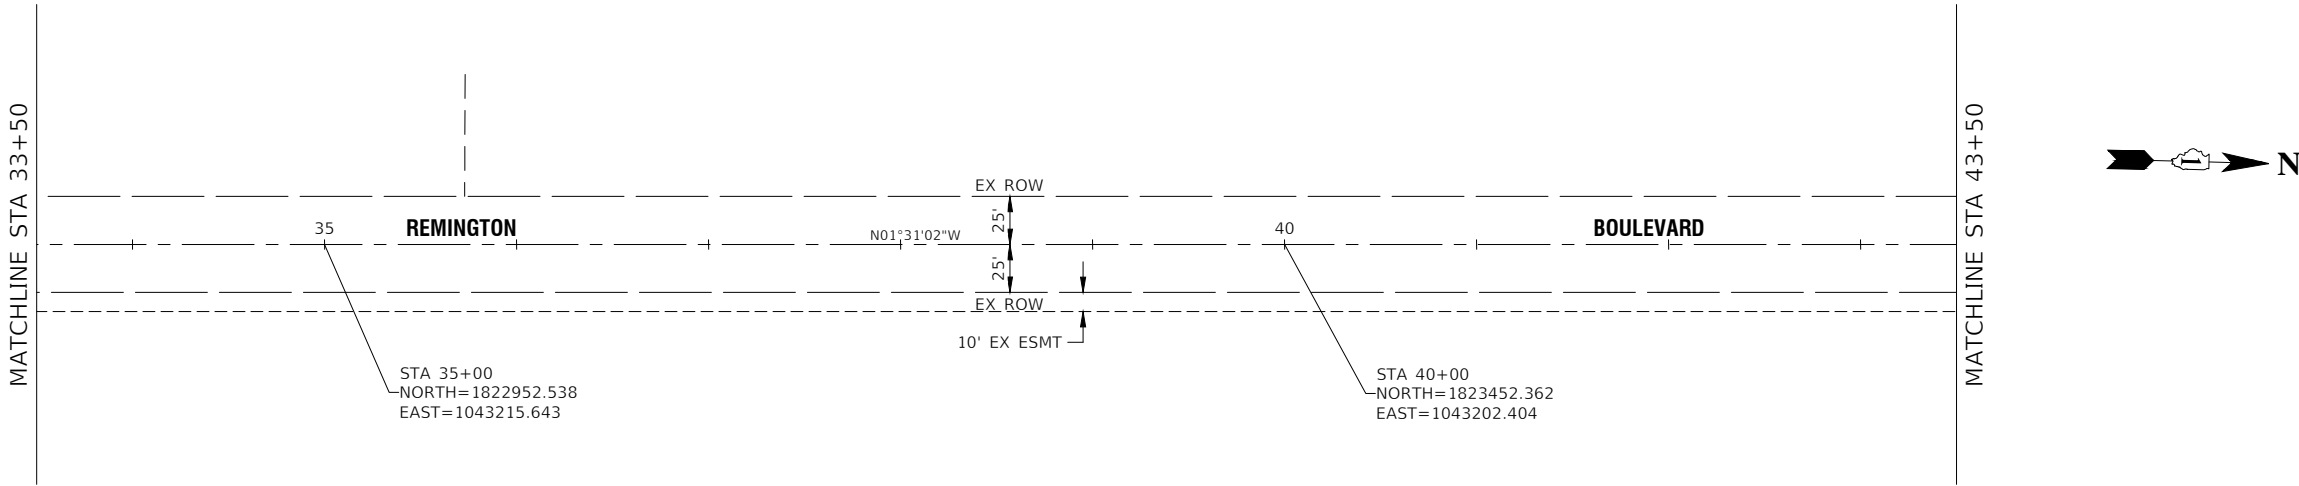 MATCHLINE STA 33+50
EX ROW
25'
35
REMINGTON
N01°31'02"W
40
BOULEVARD
25'
EX ROW
10' EX ESMT
STA 35+00
NORTH=1822952.538
EAST=1043215.643
STA 40+00
NORTH=1823452.362
EAST=1043202.404
MATCHLINE STA 43+50
N